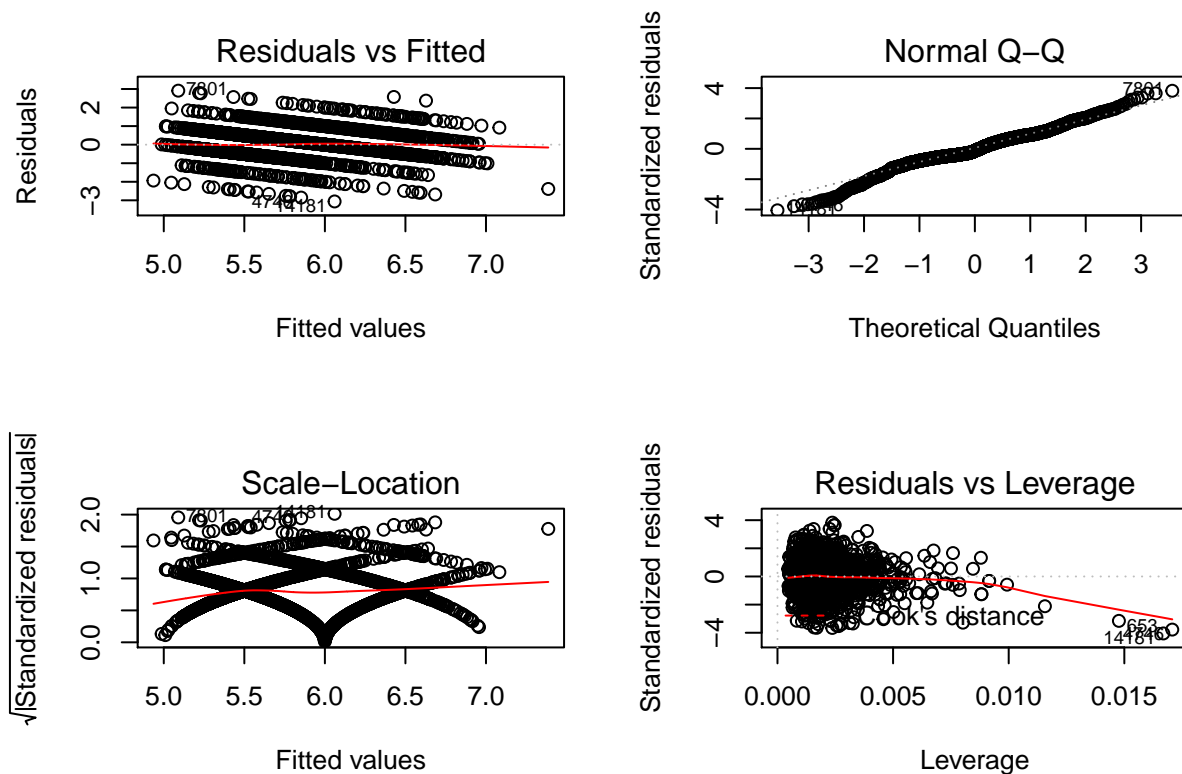 Residuals vs Fitted
Residuals
2
0
−3
7801
14181
5.0 5.5 6.0 6.5 7.0
Fitted values
Normal Q−Q
Standardized residuals
4
0
−4
7801
−3 −2 −1 0 1 2 3
Theoretical Quantiles
Scale−Location
√|Standardized residuals|
2.0
1.0
0.0
7801
14181
5.0 5.5 6.0 6.5 7.0
Fitted values
Residuals vs Leverage
Standardized residuals
4
0
−4
Cook's distance
653
14181
0.000 0.005 0.010 0.015
Leverage